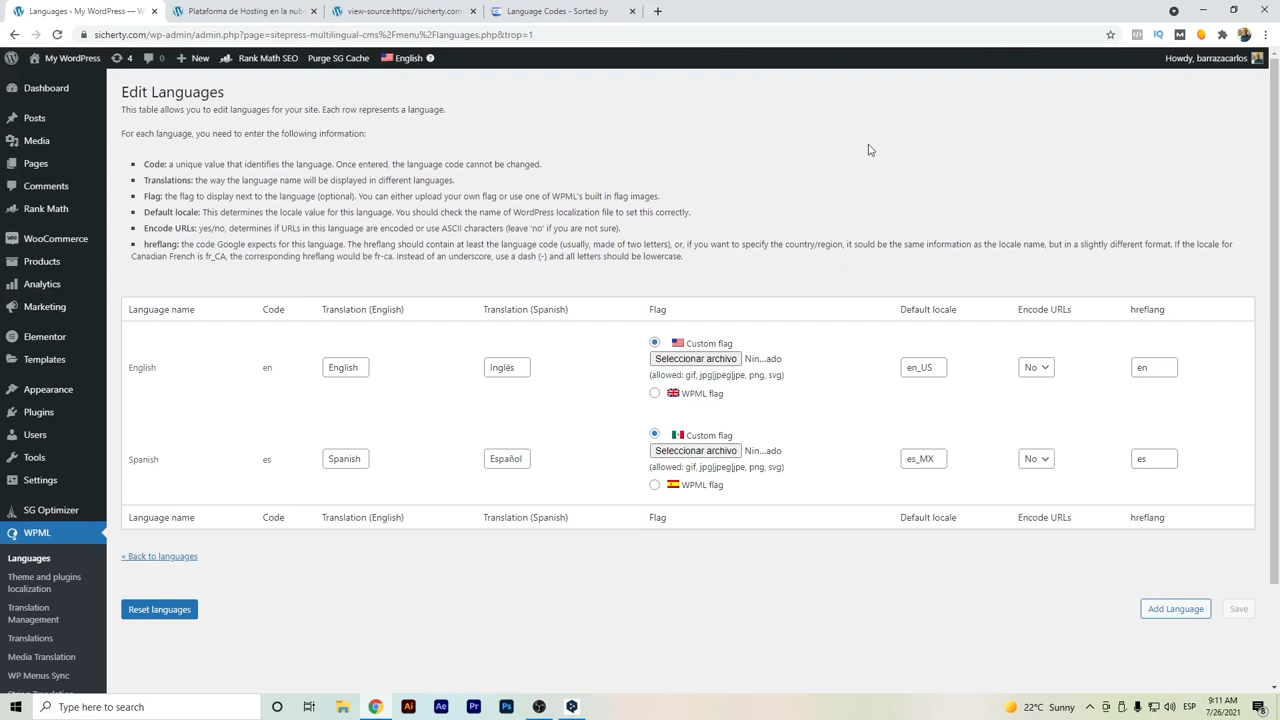 Languages ‹ My WordPress — W
Plataforma de Hosting en la nub
view-source:https://sicherty.com
Language Codes - Sorted by
sicherty.com/wp-admin/admin.php?page=sitepress-multilingual-cms%2Fmenu%2Flanguages.php&trop=1
My WordPress
6
0
New
Rank Math SEO
Purge SG Cache
English
Howdy, barrazacarlos
Dashboard
Posts
Media
Pages
Comments
Rank Math
WooCommerce
Products
Analytics
Marketing
Elementor
Templates
Appearance
Plugins
Users
Tools
Settings
SG Optimizer
WPML
Languages
Theme and plugins
localization
Translation
Management
Translations
Media Translation
WP Menus Sync
String Translation
Edit Languages
This table allows you to edit languages for your site. Each row represents a language.
For each language, you need to enter the following information:
Code: a unique value that identifies the language. Once entered, the language code cannot be changed.
Translations: the way the language name will be displayed in different languages.
Flag: the flag to display next to the language (optional). You can either upload your own flag or use one of WPML's built in flag images.
Default locale: This determines the locale value for this language. You should check the name of WordPress localization file to set this correctly.
Encode URLs: yes/no, determines if URLs in this language are encoded or use ASCII characters (leave 'no' if you are not sure).
hreflang: the code Google expects for this language. The hreflang should contain at least the language code (usually, made of two letters), or, if you want to specify the country/region, it sould be the same information as the locale name, but in a slightly different format. If the locale for
Canadian French is fr_CA, the corresponding hreflang would be fr-ca. Instead of an underscore, use a dash (-) and all letters should be lowercase.
Language name Code Translation (English) Translation (Spanish) Flag Default locale Encode URLs hreflang
Custom flag
Seleccionar archivo Nin...ado
English en English Inglés en_US No en
(allowed: gif, jpg|jpeg|jpe, png, svg)
WPML flag
Custom flag
Seleccionar archivo Nin...ado
Spanish es Spanish Español es_MX No es
(allowed: gif, jpg|jpeg|jpe, png, svg)
WPML flag
Language name Code Translation (English) Translation (Spanish) Flag Default locale Encode URLs hreflang
« Back to languages
Reset languages
Add Language
Save
Type here to search
22°C Sunny
ESP
9:11 AM
7/26/2021